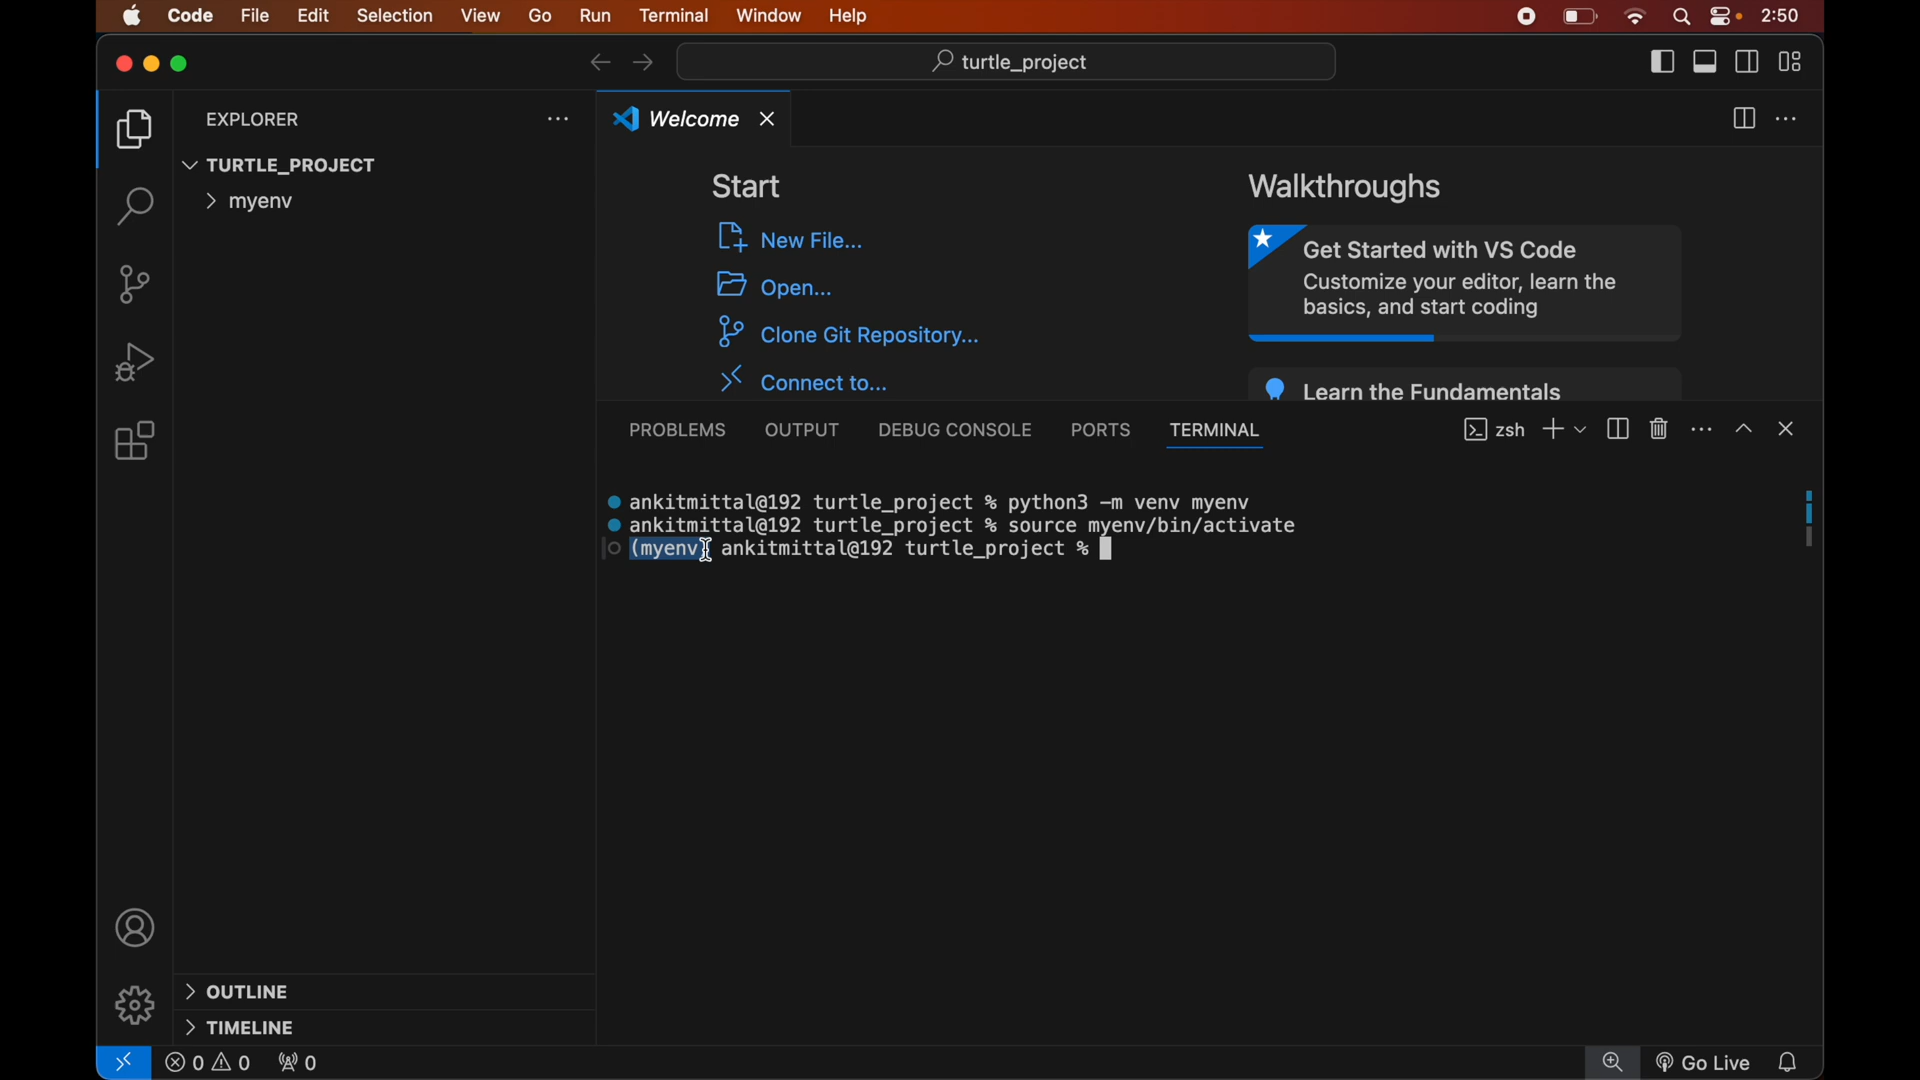 Code File Edit Selection View Go Run Terminal Window Help 2:50
turtle_project
EXPLORER
Welcome
TURTLE_PROJECT
myenv
Start
New File...
Open...
Clone Git Repository...
Connect to...
Walkthroughs
Get Started with VS Code
Customize your editor, learn the
basics, and start coding
Learn the Fundamentals
PROBLEMS OUTPUT DEBUG CONSOLE PORTS TERMINAL zsh
ankitmittal@192 turtle_project % python3 -m venv myenv
ankitmittal@192 turtle_project % source myenv/bin/activate
(myenv) ankitmittal@192 turtle_project %
OUTLINE
TIMELINE
0 0 0 Go Live